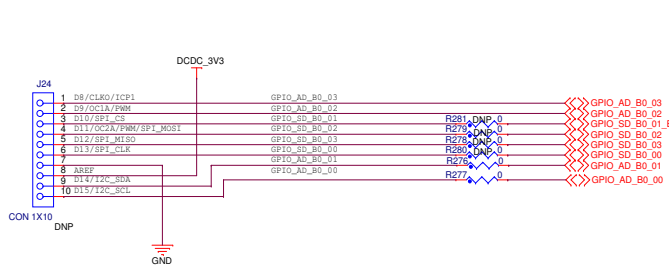 DCDC_3V3
J24
1 D8/CLKO/ICP1 GPIO_AD_B0_03 GPIO_AD_B0_03
2 D9/OC1A/PWM GPIO_AD_B0_02 GPIO_AD_B0_02
3 D10/SPI_CS GPIO_SD_B0_01 R281 DNP 0 GPIO_SD_B0_01
4 D11/OC2A/PWM/SPI_MOSI GPIO_SD_B0_02 R279 DNP 0 GPIO_SD_B0_02
5 D12/SPI_MISO GPIO_SD_B0_03 R278 DNP 0 GPIO_SD_B0_03
6 D13/SPI_CLK GPIO_SD_B0_00 R280 DNP 0 GPIO_SD_B0_00
7 GPIO_AD_B0_01 R276 0 GPIO_AD_B0_01
8 AREF GPIO_SD_B0_00
9 D14/I2C_SDA R277 0 GPIO_AD_B0_00
10 D15/I2C_SCL
CON 1X10
DNP
GND